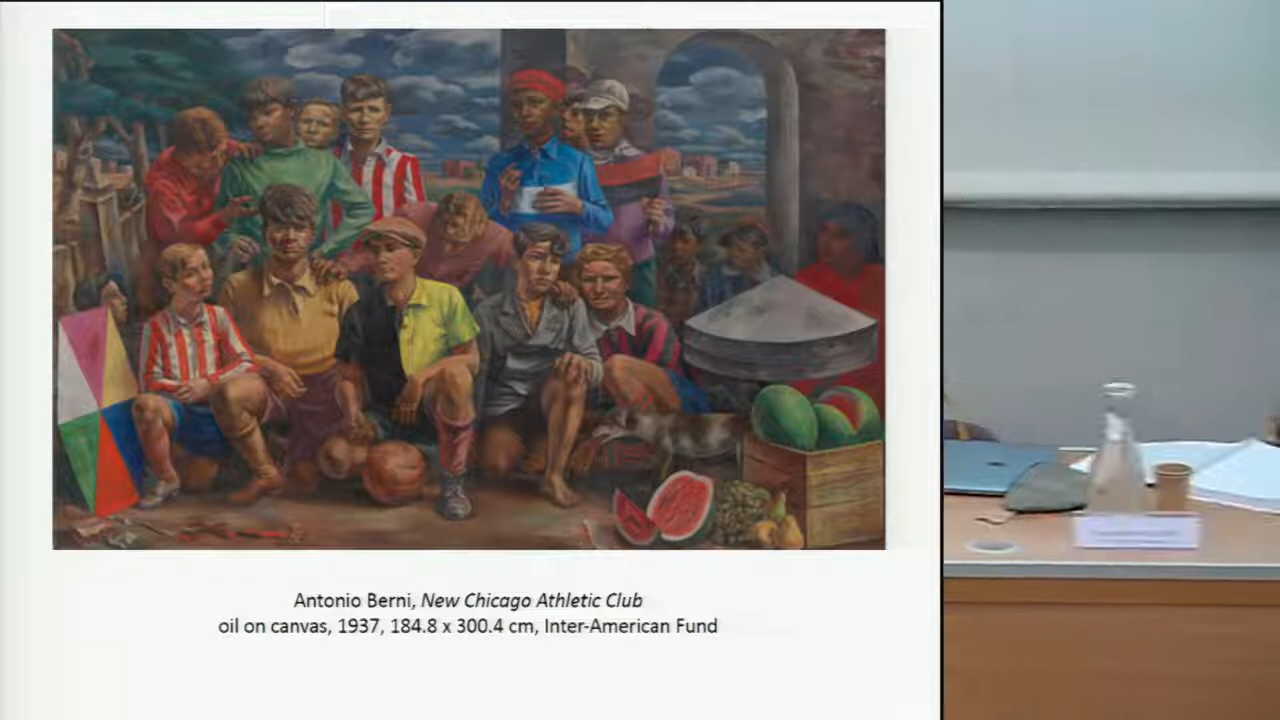 Antonio Berni, New Chicago Athletic Club
oil on canvas, 1937, 184.8 x 300.4 cm, Inter-American Fund